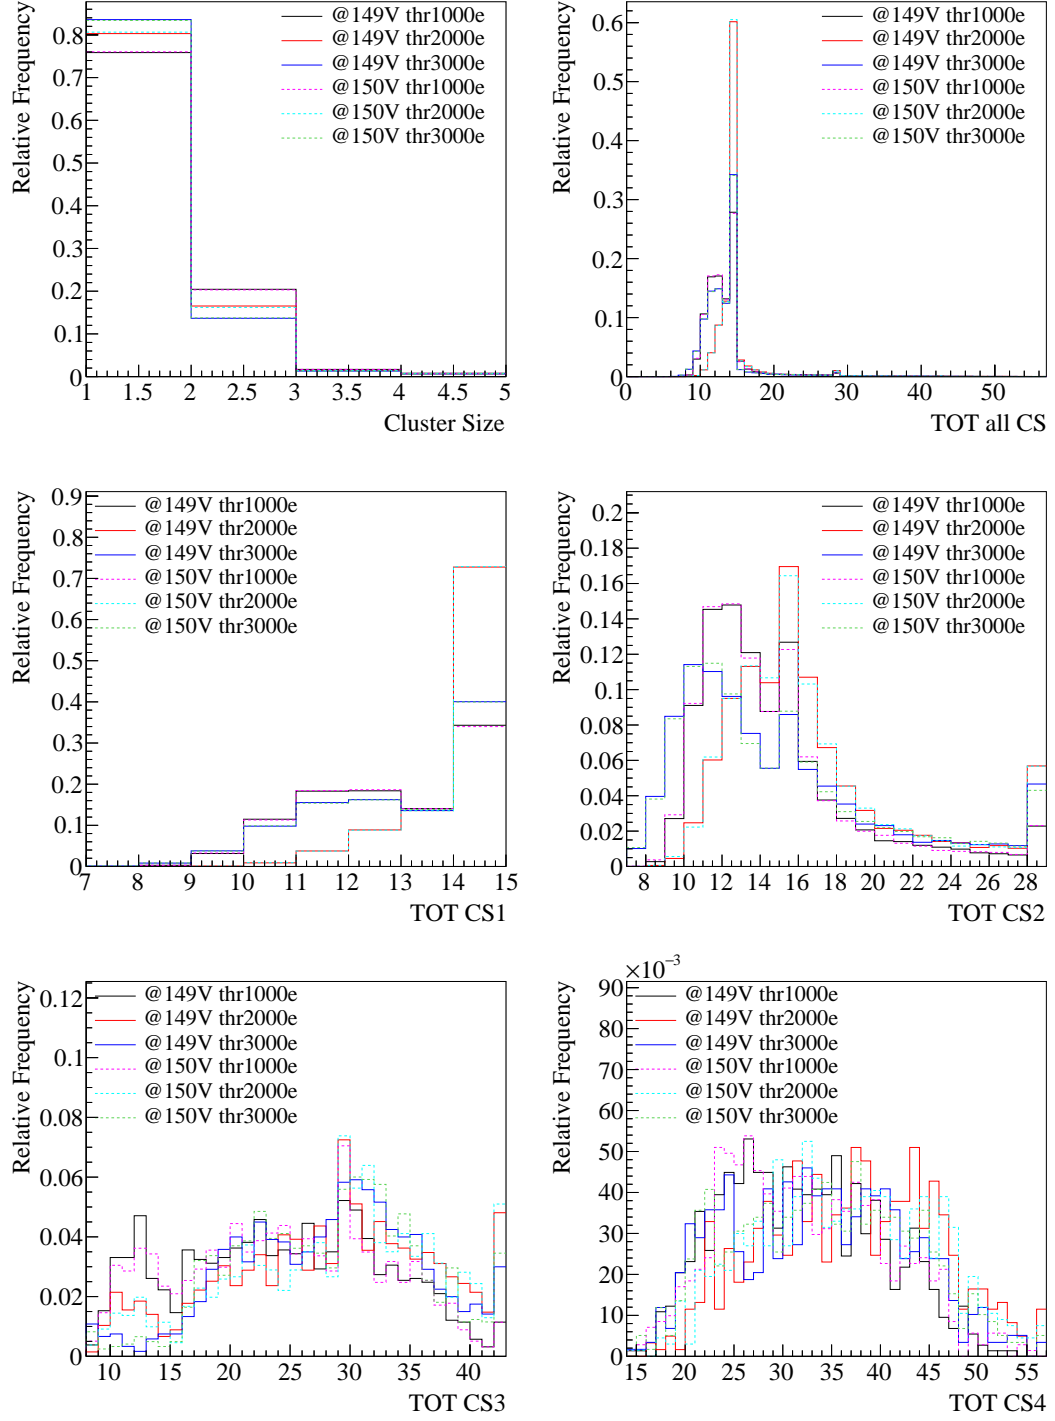 Relative Frequency
0.8
0.7
0.6
0.5
0.4
0.3
0.2
0.1
0
1 1.5 2 2.5 3 3.5 4 4.5 5
Cluster Size
@149V thr1000e
@149V thr2000e
@149V thr3000e
@150V thr1000e
@150V thr2000e
@150V thr3000e
Relative Frequency
0.6
0.5
0.4
0.3
0.2
0.1
0
0 10 20 30 40 50
TOT all CS
@149V thr1000e
@149V thr2000e
@149V thr3000e
@150V thr1000e
@150V thr2000e
@150V thr3000e
Relative Frequency
0.9
0.8
0.7
0.6
0.5
0.4
0.3
0.2
0.1
0
7 8 9 10 11 12 13 14 15
TOT CS1
@149V thr1000e
@149V thr2000e
@149V thr3000e
@150V thr1000e
@150V thr2000e
@150V thr3000e
Relative Frequency
0.2
0.18
0.16
0.14
0.12
0.1
0.08
0.06
0.04
0.02
0
8 10 12 14 16 18 20 22 24 26 28
TOT CS2
@149V thr1000e
@149V thr2000e
@149V thr3000e
@150V thr1000e
@150V thr2000e
@150V thr3000e
Relative Frequency
0.12
0.1
0.08
0.06
0.04
0.02
0
10 15 20 25 30 35 40
TOT CS3
@149V thr1000e
@149V thr2000e
@149V thr3000e
@150V thr1000e
@150V thr2000e
@150V thr3000e
Relative Frequency
×10⁻³
90
80
70
60
50
40
30
20
10
0
15 20 25 30 35 40 45 50 55
TOT CS4
@149V thr1000e
@149V thr2000e
@149V thr3000e
@150V thr1000e
@150V thr2000e
@150V thr3000e